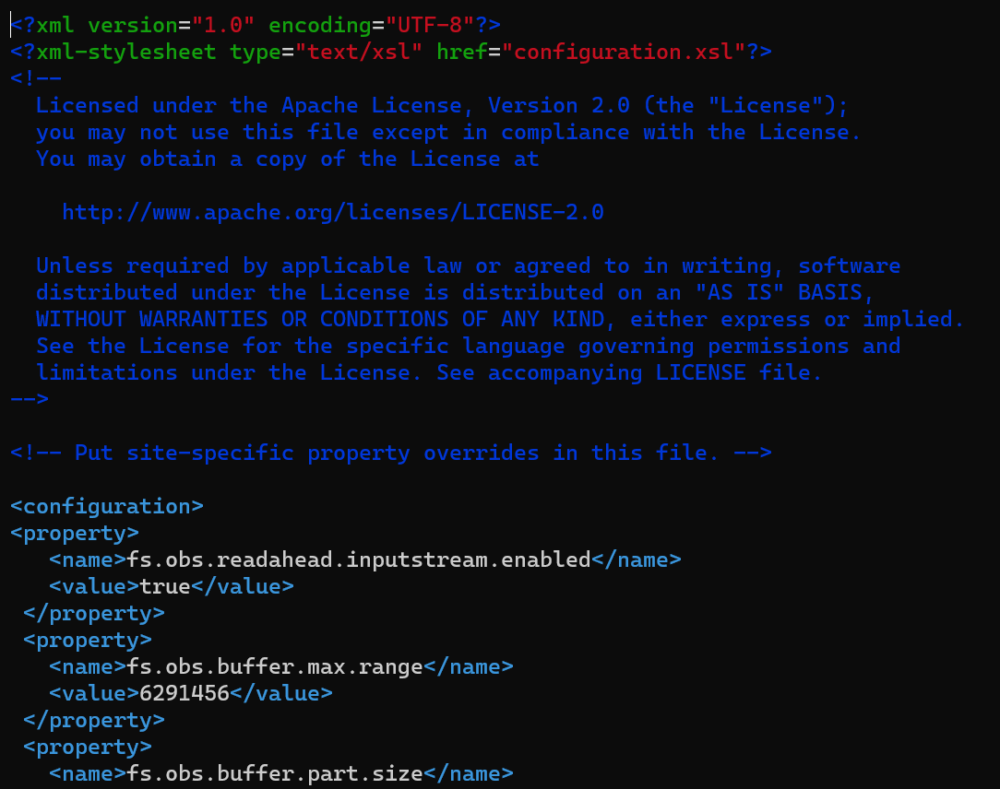 <?xml version="1.0" encoding="UTF-8"?>
<?xml-stylesheet type="text/xsl" href="configuration.xsl"?>
<!--
  Licensed under the Apache License, Version 2.0 (the "License");
  you may not use this file except in compliance with the License.
  You may obtain a copy of the License at

    http://www.apache.org/licenses/LICENSE-2.0

  Unless required by applicable law or agreed to in writing, software
  distributed under the License is distributed on an "AS IS" BASIS,
  WITHOUT WARRANTIES OR CONDITIONS OF ANY KIND, either express or implied.
  See the License for the specific language governing permissions and
  limitations under the License. See accompanying LICENSE file.
-->

<!-- Put site-specific property overrides in this file. -->

<configuration>
<property>
   <name>fs.obs.readahead.inputstream.enabled</name>
   <value>true</value>
 </property>
 <property>
   <name>fs.obs.buffer.max.range</name>
   <value>6291456</value>
 </property>
 <property>
   <name>fs.obs.buffer.part.size</name>